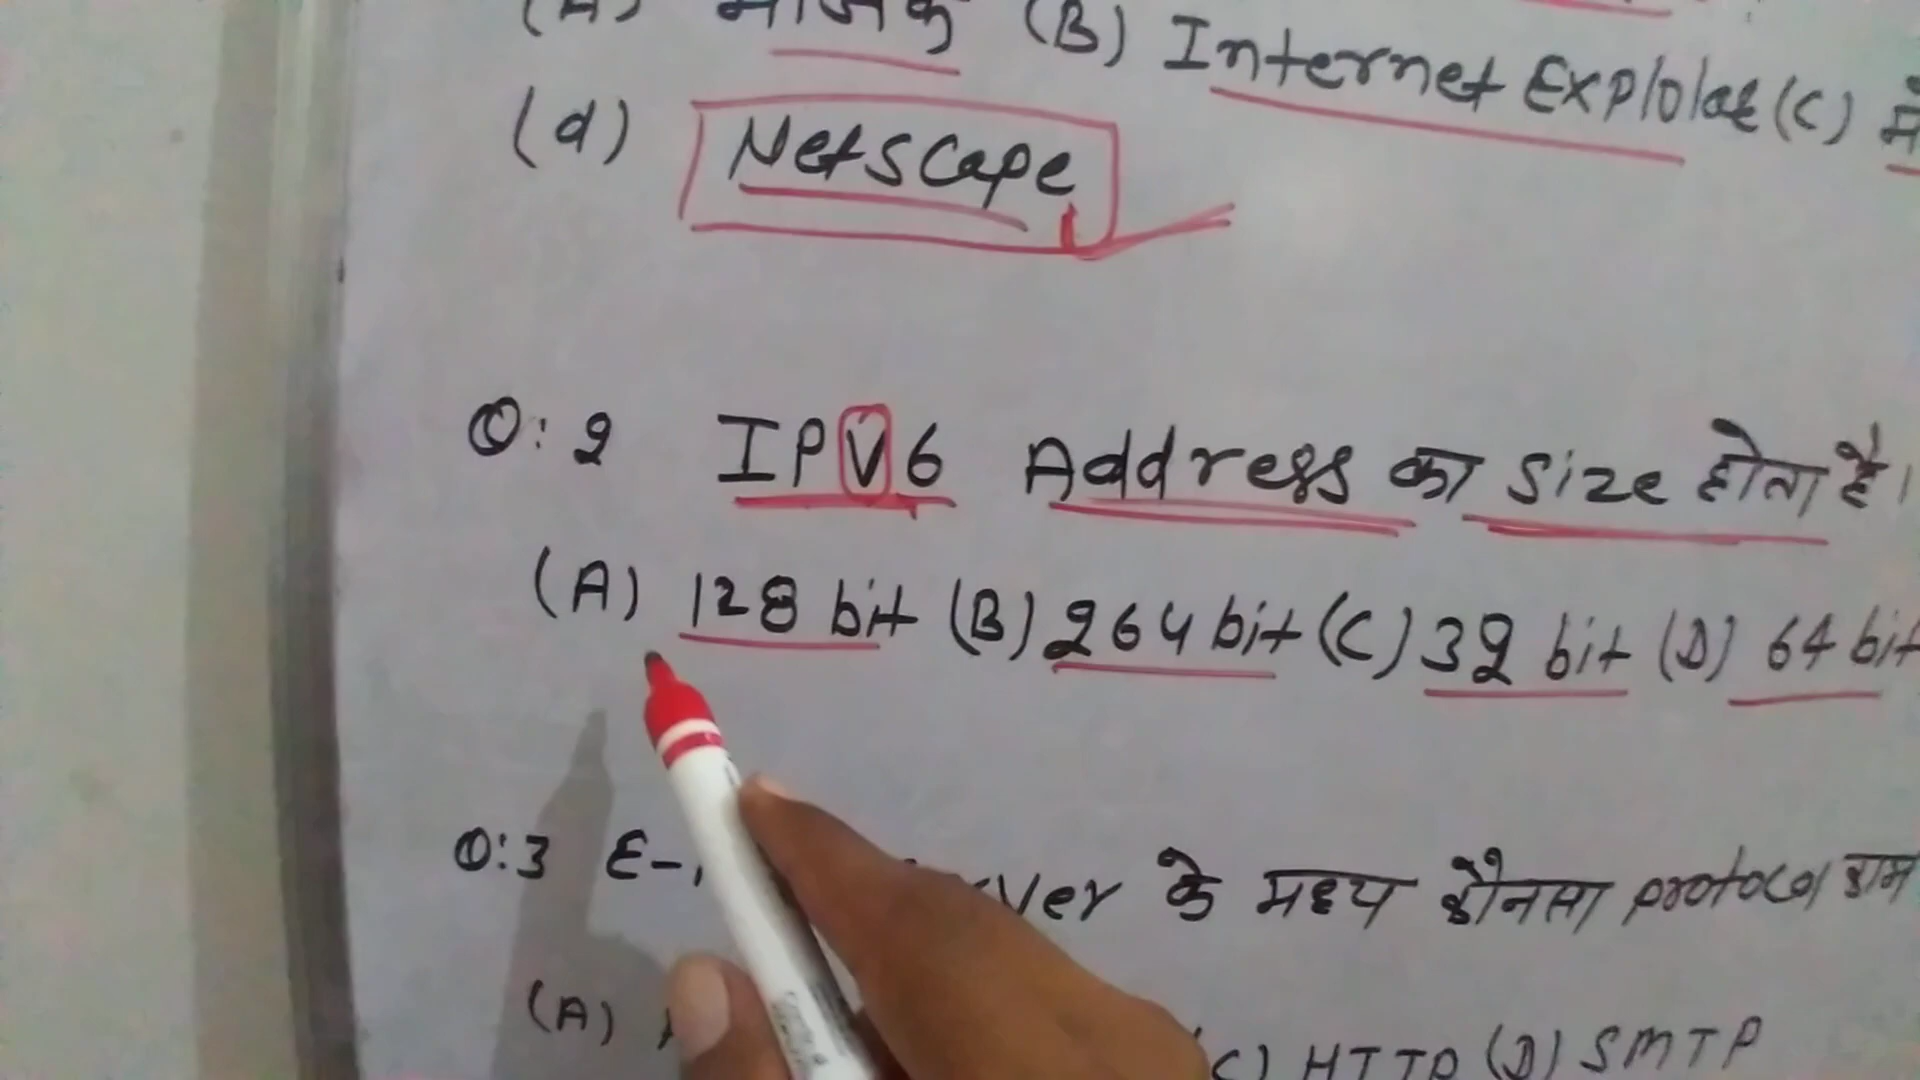 (A) मोजिक (B) Internet Explolae (C)
(d) Netscape
Q: 2 IPV6 Address का size होता है।
(A) 128 bit (B) 264 bit (C) 32 bit (D) 64 bit
Q:3 E- के मध्य कौनसा protocol
(A) C) HTTP (D) SMTP